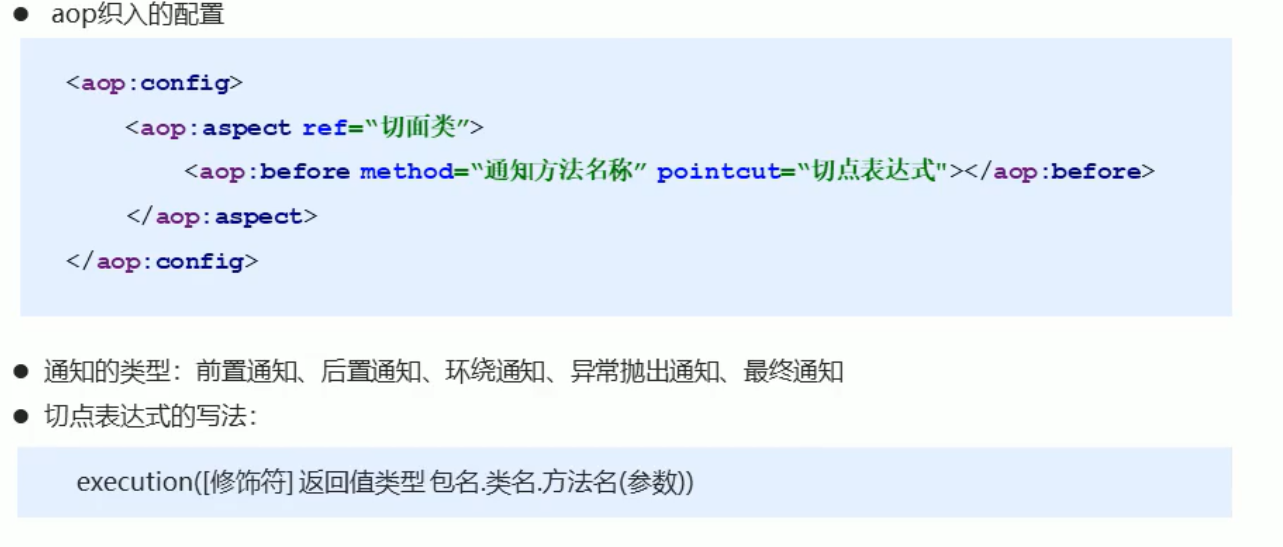 ● aop织入的配置
<aop:config>
<aop:aspect ref=“切面类”>
<aop:before method=“通知方法名称” pointcut=“切点表达式"></aop:before>
</aop:aspect>
</aop:config>
● 通知的类型：前置通知、后置通知、环绕通知、异常抛出通知、最终通知
● 切点表达式的写法：
execution([修饰符] 返回值类型 包名.类名.方法名(参数))